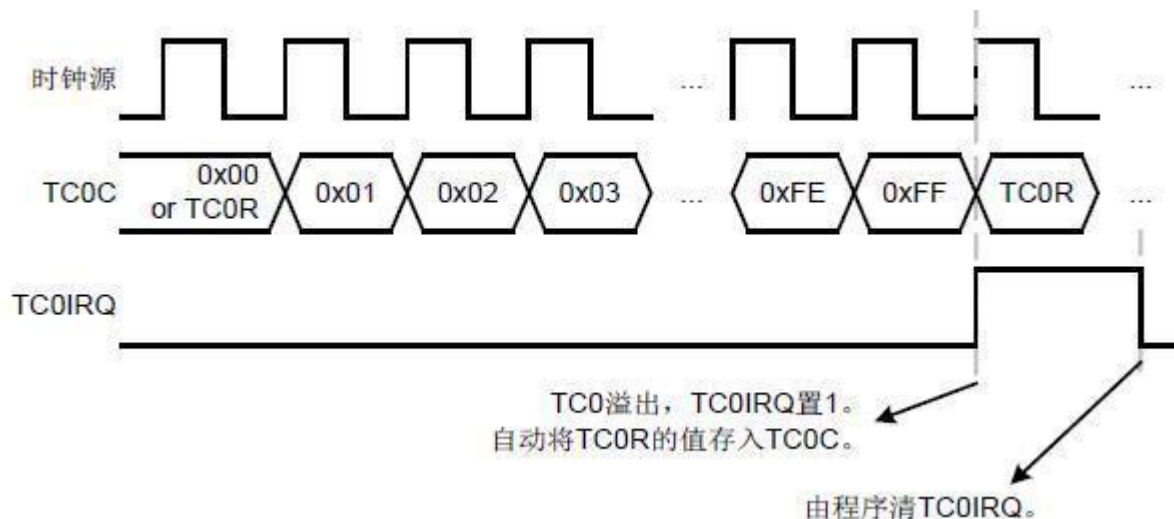 时钟源
... ...
TC0C
0x00
or TC0R
0x01 0x02 0x03 ... 0xFE 0xFF TC0R ...
TC0IRQ
TC0溢出，TC0IRQ置1。
自动将TC0R的值存入TC0C。
由程序清TC0IRQ。